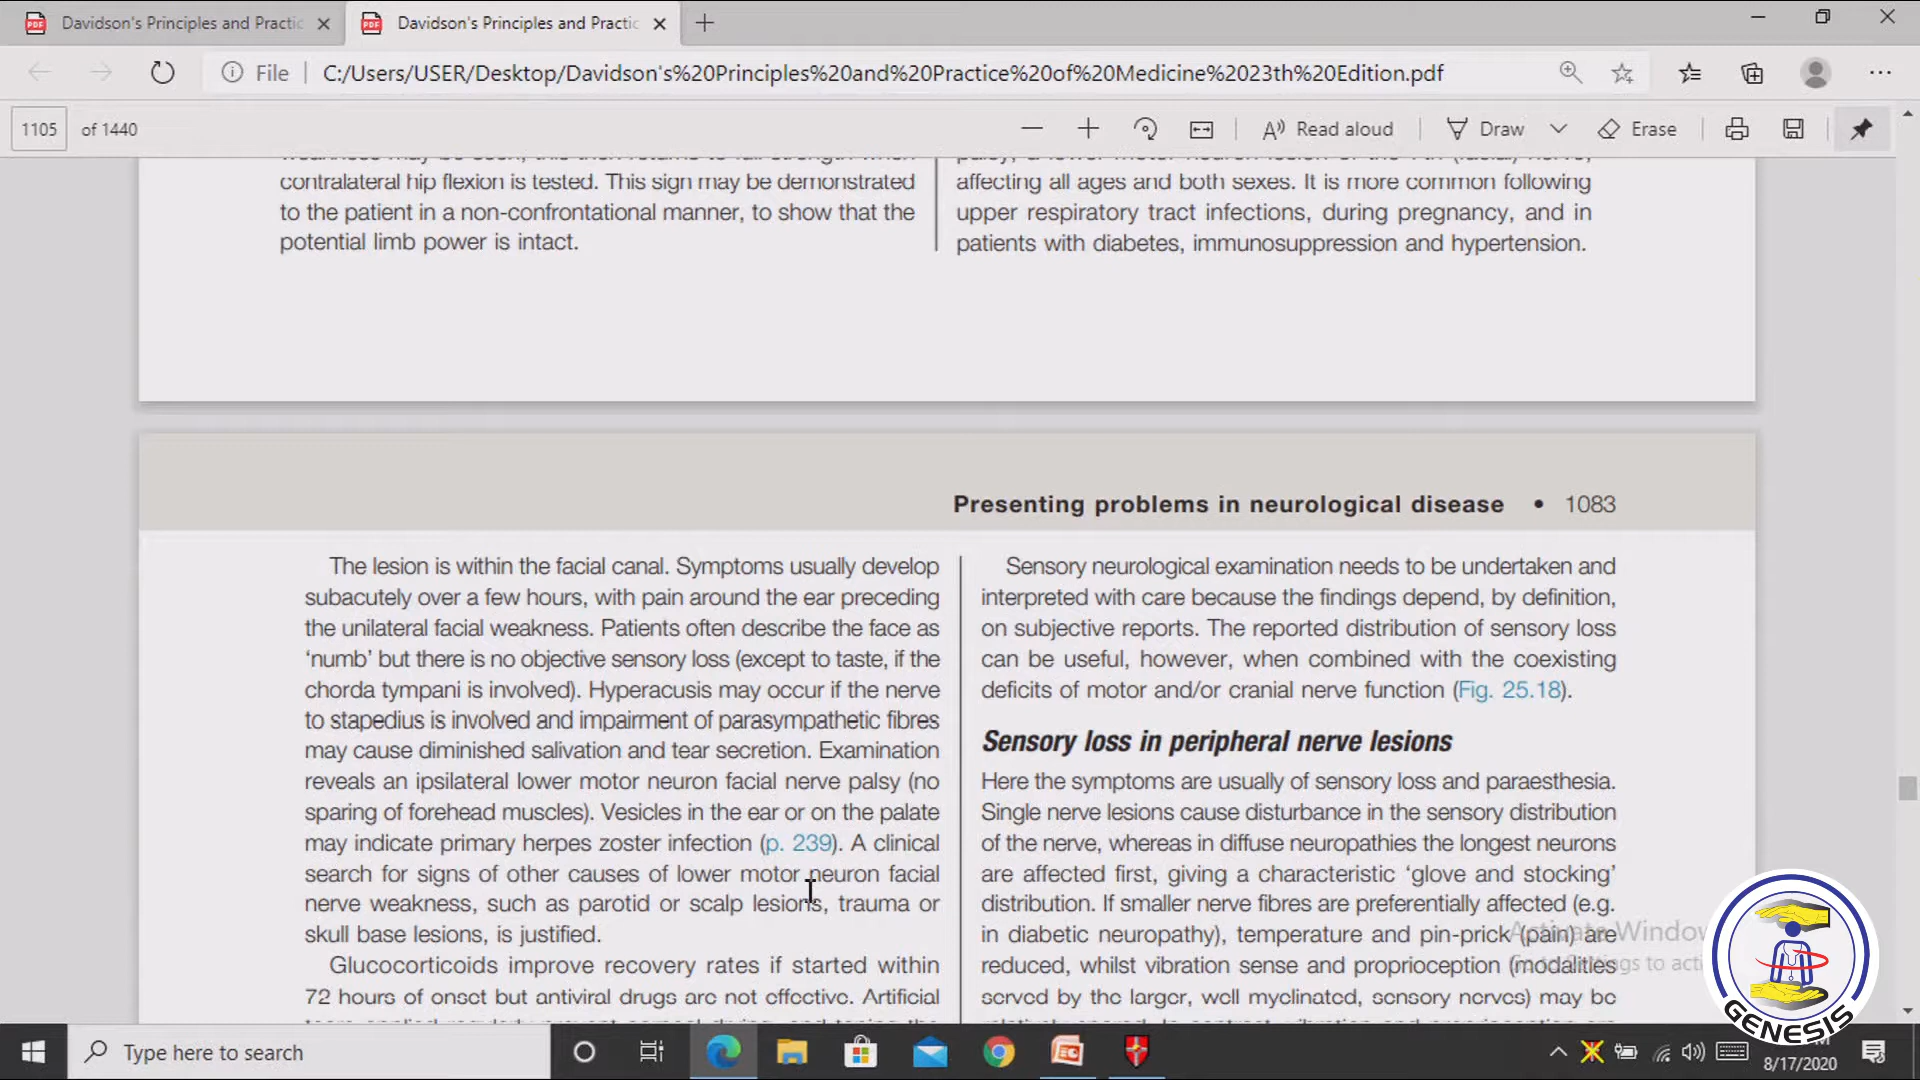 Davidson's Principles and Practic
Davidson's Principles and Practic
File
C:/Users/USER/Desktop/Davidson's%20Principles%20and%20Practice%20of%20Medicine%2023th%20Edition.pdf
1105 of 1440
Read aloud
Draw
Erase
contralateral hip flexion is tested. This sign may be demonstrated
to the patient in a non-confrontational manner, to show that the
potential limb power is intact.
affecting all ages and both sexes. It is more common following
upper respiratory tract infections, during pregnancy, and in
patients with diabetes, immunosuppression and hypertension.
Presenting problems in neurological disease • 1083
The lesion is within the facial canal. Symptoms usually develop
subacutely over a few hours, with pain around the ear preceding
the unilateral facial weakness. Patients often describe the face as
‘numb’ but there is no objective sensory loss (except to taste, if the
chorda tympani is involved). Hyperacusis may occur if the nerve
to stapedius is involved and impairment of parasympathetic fibres
may cause diminished salivation and tear secretion. Examination
reveals an ipsilateral lower motor neuron facial nerve palsy (no
sparing of forehead muscles). Vesicles in the ear or on the palate
may indicate primary herpes zoster infection (p. 239). A clinical
search for signs of other causes of lower motor neuron facial
nerve weakness, such as parotid or scalp lesions, trauma or
skull base lesions, is justified.
Glucocorticoids improve recovery rates if started within
72 hours of onset but antiviral drugs are not effective. Artificial
Sensory neurological examination needs to be undertaken and
interpreted with care because the findings depend, by definition,
on subjective reports. The reported distribution of sensory loss
can be useful, however, when combined with the coexisting
deficits of motor and/or cranial nerve function (Fig. 25.18).
Sensory loss in peripheral nerve lesions
Here the symptoms are usually of sensory loss and paraesthesia.
Single nerve lesions cause disturbance in the sensory distribution
of the nerve, whereas in diffuse neuropathies the longest neurons
are affected first, giving a characteristic ‘glove and stocking’
distribution. If smaller nerve fibres are preferentially affected (e.g.
in diabetic neuropathy), temperature and pin-prick (pain) are
reduced, whilst vibration sense and proprioception (modalities
served by the larger, well myelinated, sensory nerves) may be
Activate Window
Go to Settings to acti
GENESIS
Type here to search
8/17/2020